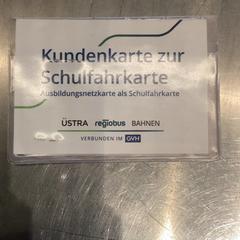 Kundenkarte zur
Schulfahrkarte
Ausbildungsnetzkarte als Schulfahrkarte
ÜSTRA regiobus BAHNEN
VERBUNDEN IM GVH